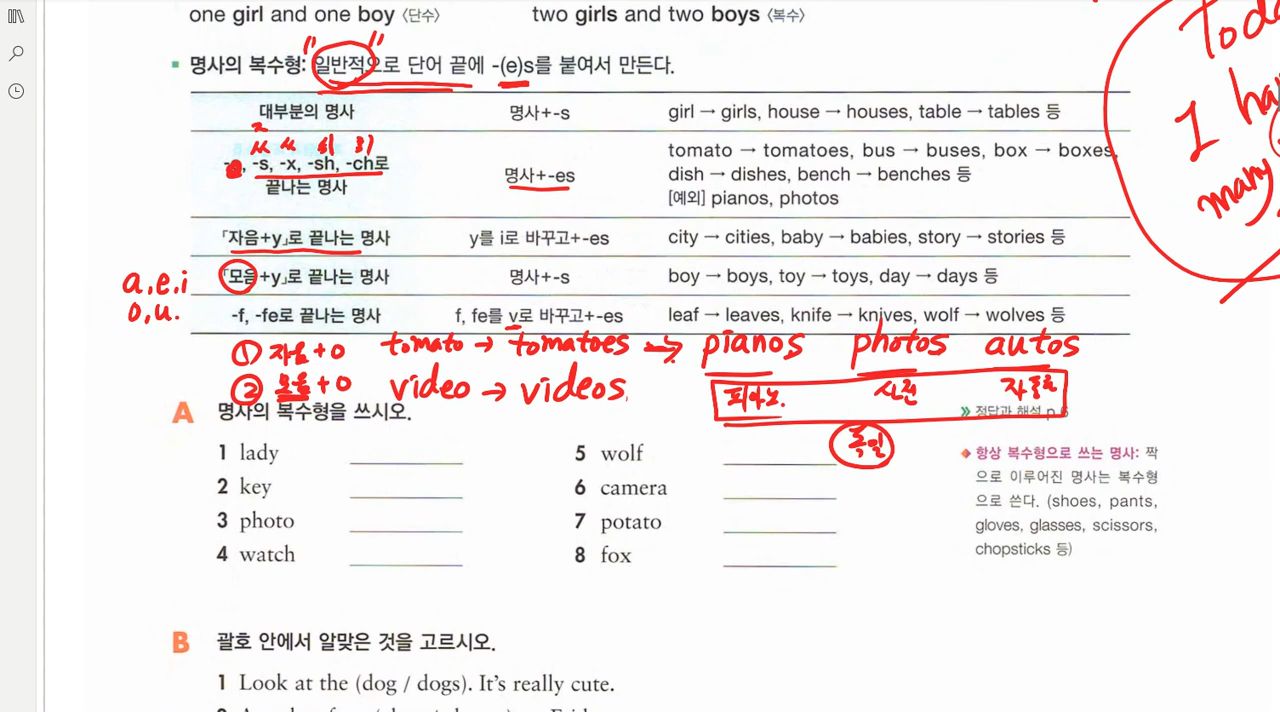 one girl and one boy 〈단수〉 two girls and two boys 〈복수〉
Toda
I ha
many
명사의 복수형: "일반적으로 단어 끝에 -(e)s를 붙여서 만든다."
대부분의 명사 명사+-s girl → girls, house → houses, table → tables 등
-s, -x, -sh, -ch로 끝나는 명사 명사+-es tomato → tomatoes, bus → buses, box → boxes,
dish → dishes, bench → benches 등
[예외] pianos, photos
「자음+y」로 끝나는 명사 y를 i로 바꾸고+-es city → cities, baby → babies, story → stories 등
「모음+y」로 끝나는 명사 명사+-s boy → boys, toy → toys, day → days 등
a, e, i
o, u.
-f, -fe로 끝나는 명사 f, fe를 v로 바꾸고+-es leaf → leaves, knife → knives, wolf → wolves 등
① 자음+o tomato → tomatoes → pianos photos autos
② 모음+o video → videos 피아노. 사진
A 명사의 복수형을 쓰시오.
» 정답과 해설 p.6
1 lady
2 key
3 photo
4 watch
5 wolf
6 camera
7 potato
8 fox
◆ 항상 복수형으로 쓰는 명사: 짝
으로 이루어진 명사는 복수형
으로 쓴다. (shoes, pants,
gloves, glasses, scissors,
chopsticks 등)
B 괄호 안에서 알맞은 것을 고르시오.
1 Look at the (dog / dogs). It's really cute.